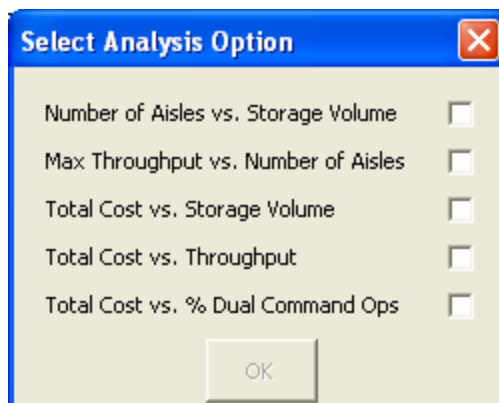 Select Analysis Option
Number of Aisles vs. Storage Volume
Max Throughput vs. Number of Aisles
Total Cost vs. Storage Volume
Total Cost vs. Throughput
Total Cost vs. % Dual Command Ops
OK